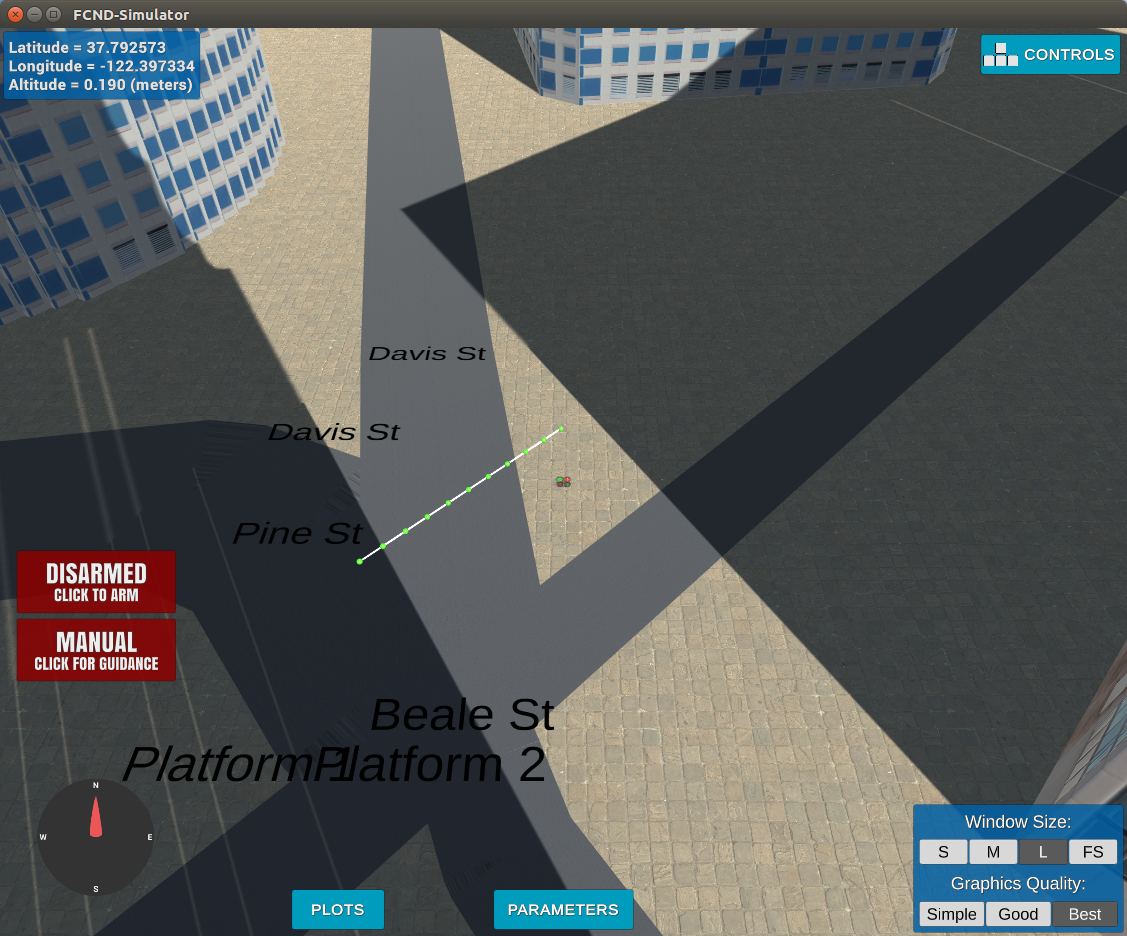 FCND-Simulator
Latitude = 37.792573
Longitude = -122.397334
Altitude = 0.190 (meters)
CONTROLS
Davis St
Davis St
Pine St
DISARMED
CLICK TO ARM
MANUAL
CLICK FOR GUIDANCE
Beale St
Platform 1
Platform 2
N
W
E
S
PLOTS
PARAMETERS
Window Size:
S M L FS
Graphics Quality:
Simple Good Best